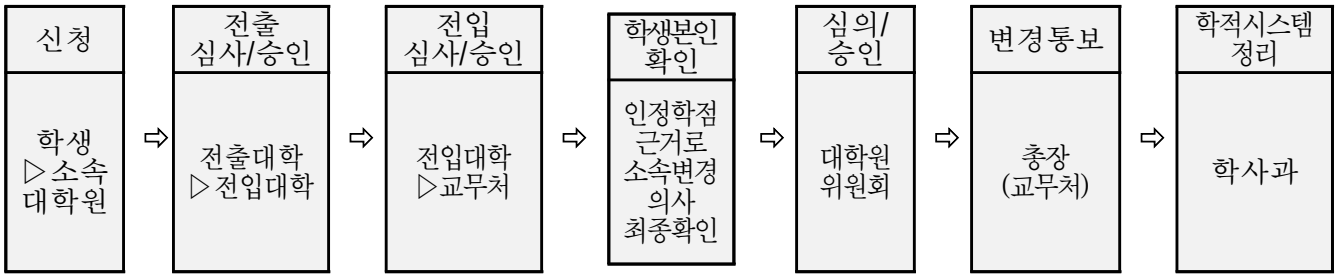 신청
학생
▷소속
대학원
⇨
전출
심사/승인
전출대학
▷전입대학
⇨
전입
심사/승인
전입대학
▷교무처
⇨
학생본인
확인
인정학점
근거로
소속변경
의사
최종확인
⇨
심의/
승인
대학원
위원회
⇨
변경통보
총장
(교무처)
⇨
학적시스템
정리
학사과